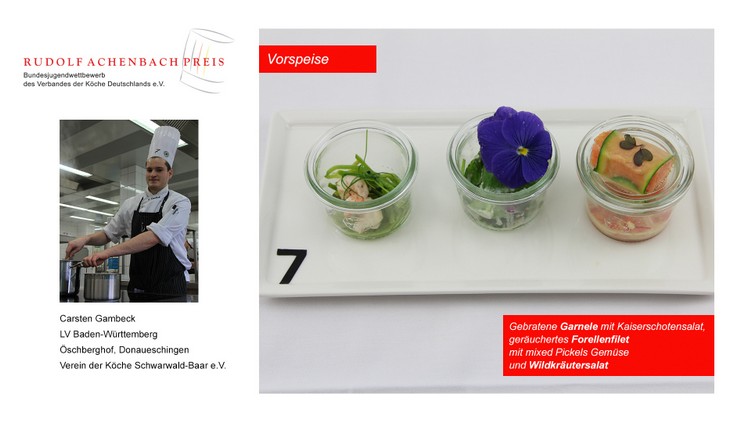 RUDOLF ACHENBACH PREIS
Bundesjugendwettbewerb
des Verbandes der Köche Deutschlands e.V.
Vorspeise
7
7
Carsten Gambeck
LV Baden-Württemberg
Öschberghof, Donaueschingen
Verein der Köche Schwarwald-Baar e.V.
Gebratene Garnele mit Kaiserschotensalat,
geräuchertes Forellenfilet
mit mixed Pickels Gemüse
und Wildkräutersalat